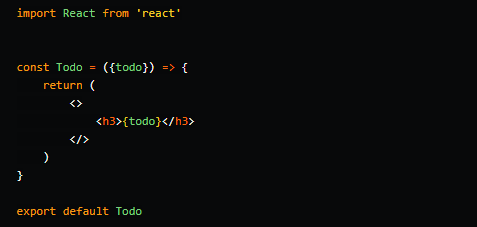 import React from 'react'
const Todo = ({todo}) => {
    return (
        <>
            <h3>{todo}</h3>
        </>
    )
}
export default Todo